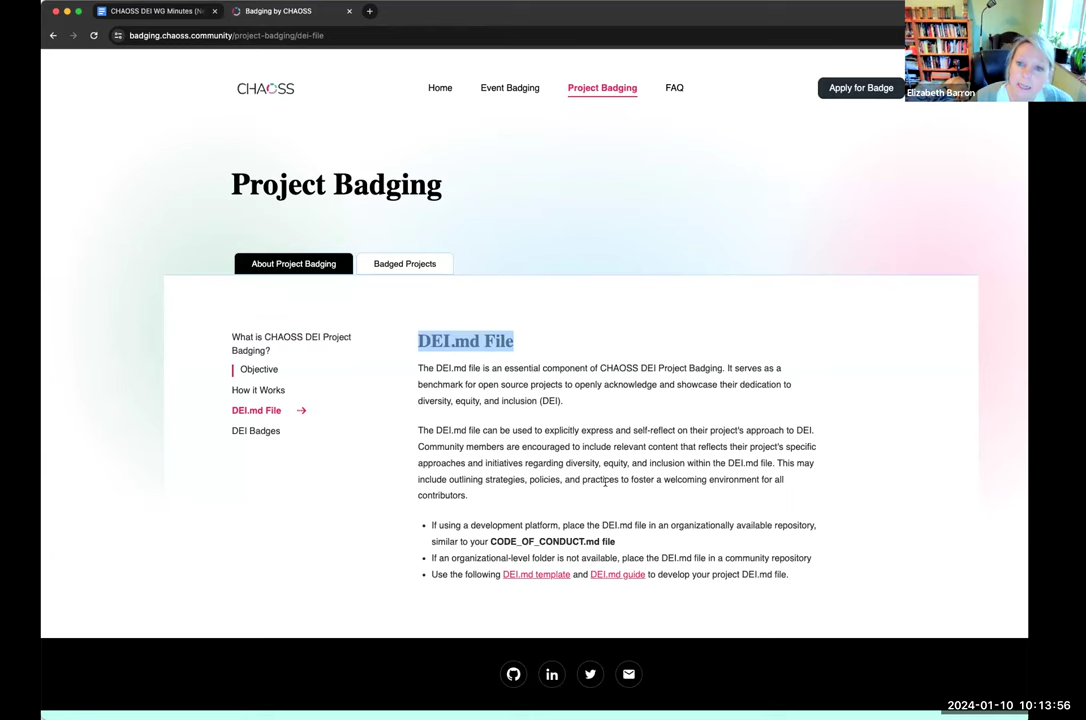 CHAOSS DEI WG Minutes (N
Badging by CHAOSS
badging.chaoss.community/project-badging/dei-file
Elizabeth Barron
CHAOSS
Home
Event Badging
Project Badging
FAQ
Apply for Badge
Project Badging
About Project Badging
Badged Projects
What is CHAOSS DEI Project
Badging?
Objective
How it Works
DEI.md File
DEI Badges
DEI.md File
The DEI.md file is an essential component of CHAOSS DEI Project Badging. It serves as a
benchmark for open source projects to openly acknowledge and showcase their dedication to
diversity, equity, and inclusion (DEI).
The DEI.md file can be used to explicitly express and self-reflect on their project's approach to DEI.
Community members are encouraged to include relevant content that reflects their project's specific
approaches and initiatives regarding diversity, equity, and inclusion within the DEI.md file. This may
include outlining strategies, policies, and practices to foster a welcoming environment for all
contributors.
• If using a development platform, place the DEI.md file in an organizationally available repository,
similar to your CODE_OF_CONDUCT.md file
• If an organizational-level folder is not available, place the DEI.md file in a community repository
• Use the following DEI.md template and DEI.md guide to develop your project DEI.md file.
in
2024-01-10 10:13:56